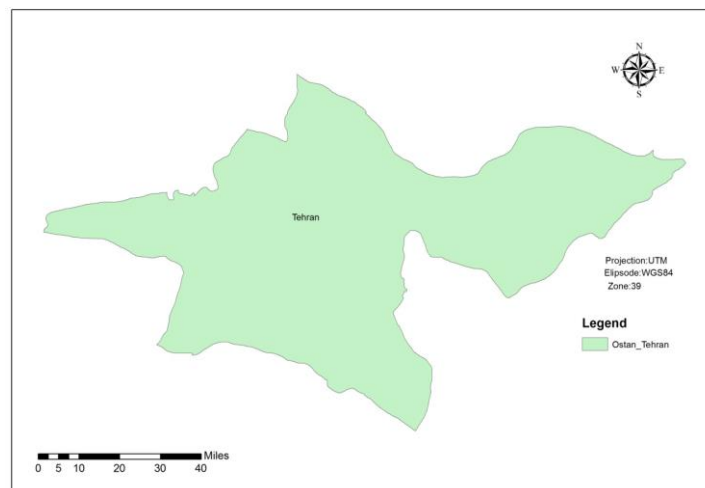 N
W E
S
Tehran
Projection:UTM
Elipsode:WGS84
Zone:39
Legend
Ostan_Tehran
Miles
0 5 10 20 30 40